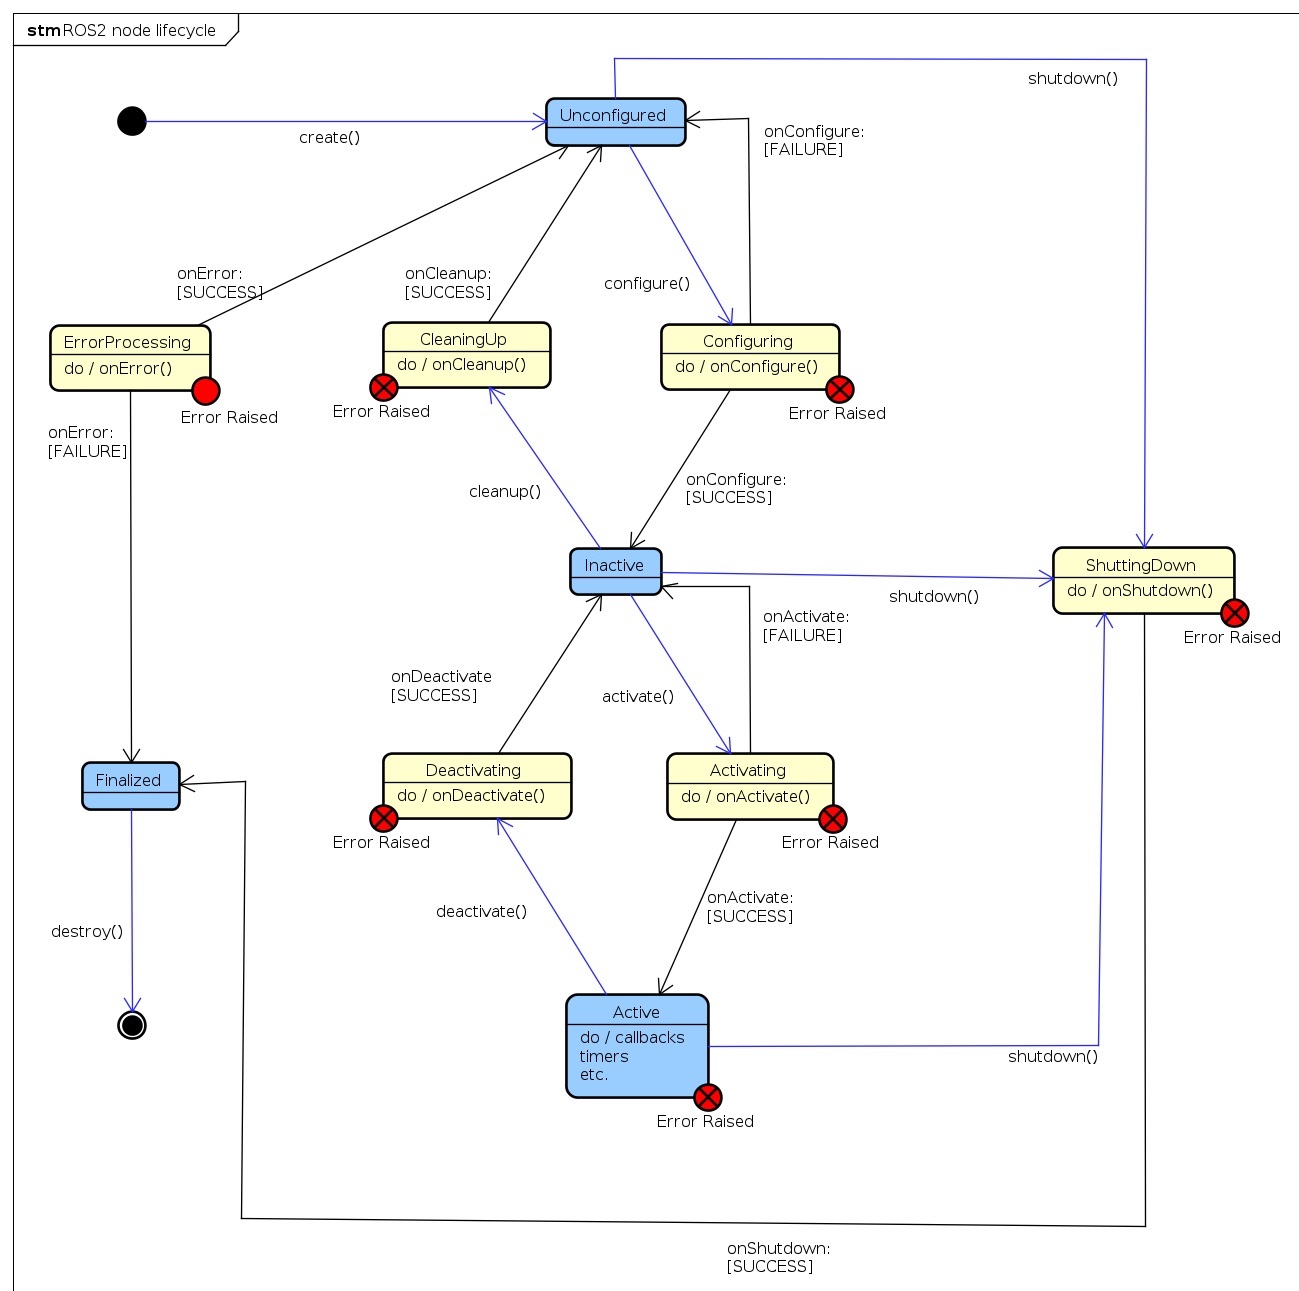 stm ROS2 node lifecycle
shutdown()
Unconfigured
create()
onConfigure:
[FAILURE]
onError:
[SUCCESS]
onCleanup:
[SUCCESS]
configure()
ErrorProcessing
do / onError()
Error Raised
CleaningUp
do / onCleanup()
Error Raised
Configuring
do / onConfigure()
Error Raised
onError:
[FAILURE]
cleanup()
onConfigure:
[SUCCESS]
Inactive
shutdown()
ShuttingDown
do / onShutdown()
Error Raised
onActivate:
[FAILURE]
onDeactivate
[SUCCESS]
activate()
Finalized
Deactivating
do / onDeactivate()
Error Raised
Activating
do / onActivate()
Error Raised
deactivate()
onActivate:
[SUCCESS]
destroy()
Active
do / callbacks
timers
etc.
Error Raised
shutdown()
onShutdown:
[SUCCESS]